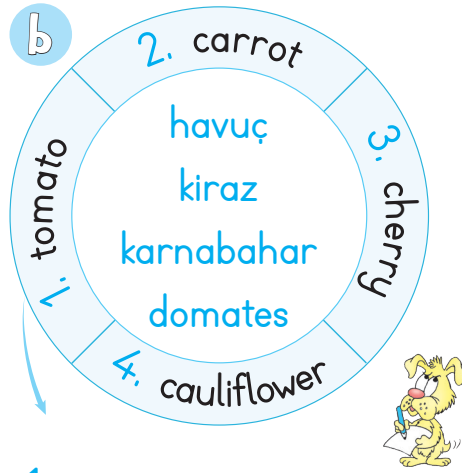 b
1. tomato
2. carrot
3. cherry
4. cauliflower
havuç
kiraz
karnabahar
domates